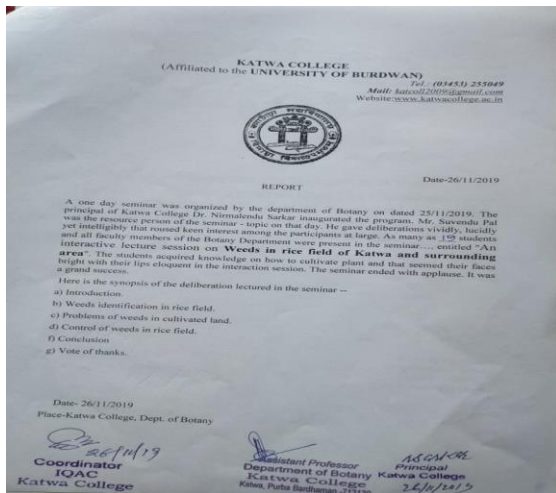 KATWA COLLEGE
(Affiliated to the UNIVERSITY OF BURDWAN)
Tel.: (03453) 255049
Mail: katcoll2009@gmail.com
Website:www.katwacollege.ac.in
REPORT
Date-26/11/2019
A one day seminar was organized by the department of Botany on dated 25/11/2019. The
principal of Katwa College Dr. Nirmalendu Sarkar inaugurated the program. Mr. Suvendu Pal
was the resource person of the seminar - topic on that day. He gave deliberations vividly, lucidly
yet intelligibly that roused keen interest among the participants at large. As many as students
and all faculty members of the Botany Department were present in the seminar.... entitled "An
interactive lecture session on Weeds in rice field of Katwa and surrounding
area". The students acquired knowledge on how to cultivate plant and that seemed their faces
bright with their lips eloquent in the interaction session. The seminar ended with applause. It was
a grand success.
Here is the synopsis of the deliberation lectured in the seminar --
a) Introduction.
b) Weeds identification in rice field.
c) Problems of weeds in cultivated land.
d) Control of weeds in rice field.
f) Conclusion
g) Vote of thanks.
Date- 26/11/2019
Place-Katwa College, Dept. of Botany
26/11/19
Coordinator
IQAC
Katwa College
Assistant Professor
Department of Botany
Katwa College
Katwa, Purba Bardhaman
Principal
Katwa College
26/11/2019